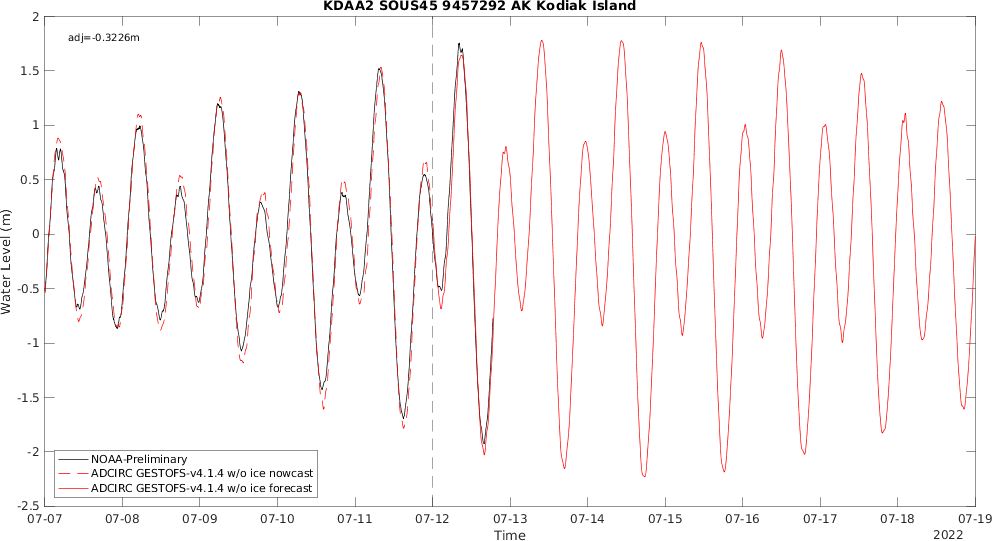 KDAA2 SOUS45 9457292 AK Kodiak Island
adj=-0.3226m
2
1.5
1
0.5
0
-0.5
-1
-1.5
-2
-2.5
Water Level (m)
NOAA-Preliminary
ADCIRC GESTOFS-v4.1.4 w/o ice nowcast
ADCIRC GESTOFS-v4.1.4 w/o ice forecast
07-07 07-08 07-09 07-10 07-11 07-12 07-13 07-14 07-15 07-16 07-17 07-18 07-19
Time
2022